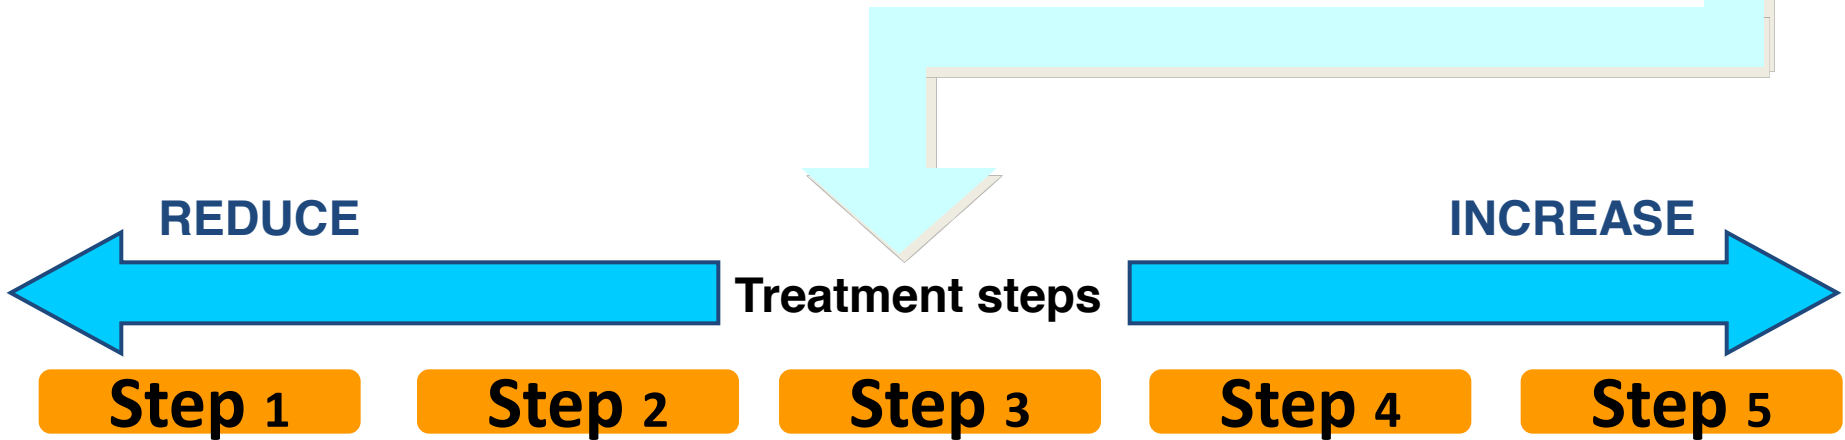 REDUCE
INCREASE
Treatment steps
Step 1
Step 2
Step 3
Step 4
Step 5